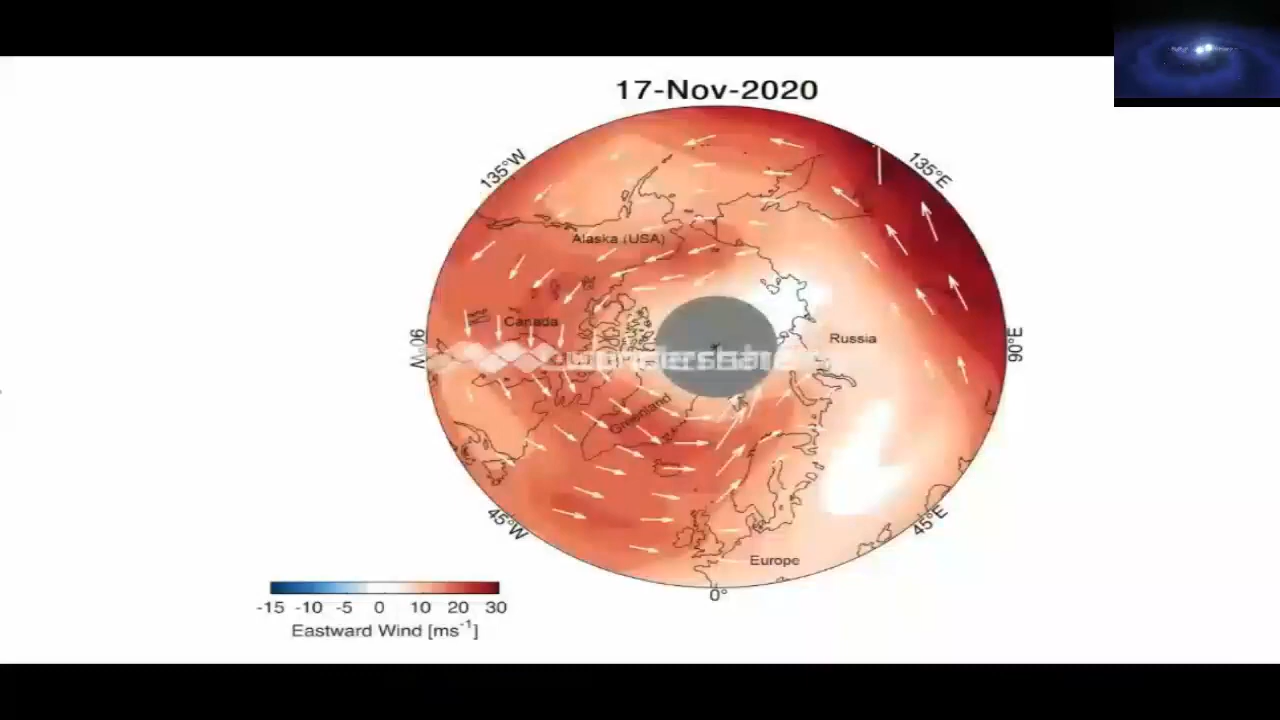 17-Nov-2020
135°W
135°E
Alaska (USA)
Canada
90°W
Russia
90°E
wondershare
Greenland
45°W
45°E
Europe
0°
-15 -10 -5 0 10 20 30
Eastward Wind [ms⁻¹]